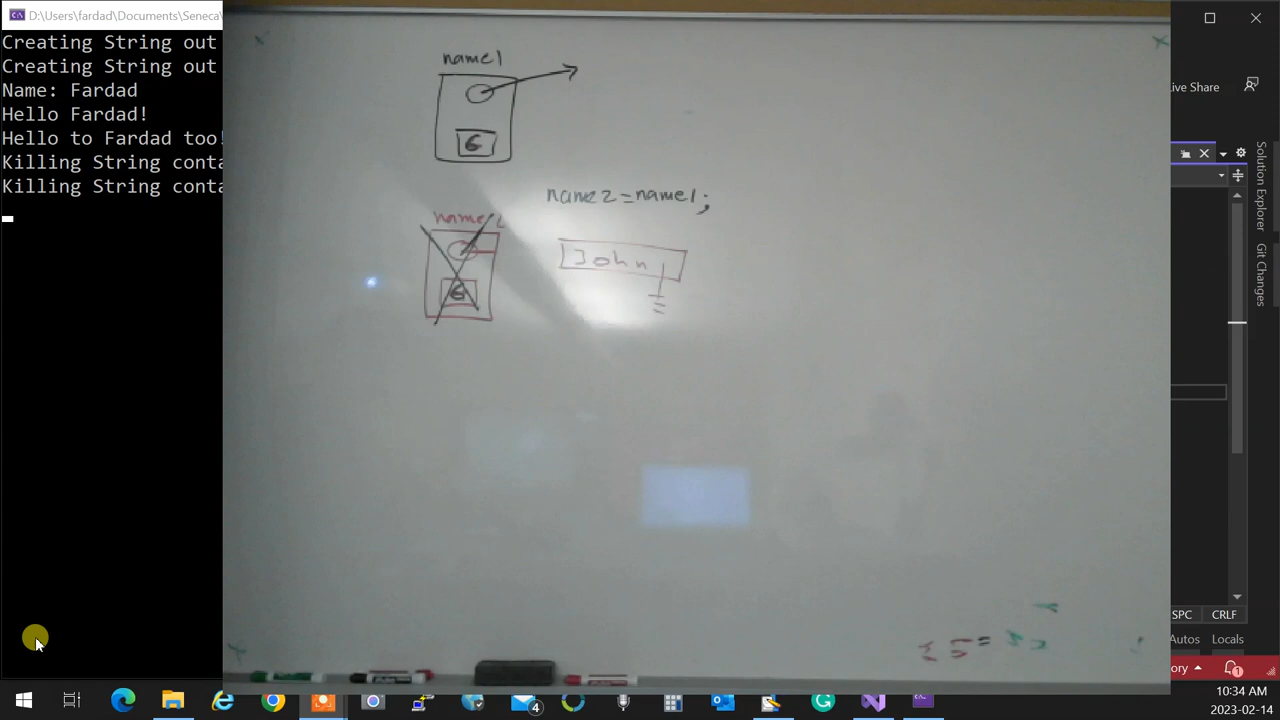 D:\Users\fardad\Documents\Seneca\
Creating String out
Creating String out
Name: Fardad
Hello Fardad!
Hello to Fardad too!
Killing String conta
Killing String conta
name1
6
name2=name1;
name2
6
John
Live Share
Solution Explorer
Git Changes
SPC
CRLF
Autos
Locals
1
4
10:34 AM
2023-02-14